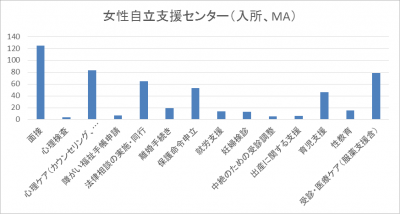 女性自立支援センター（入所、MA）
140
120
100
80
60
40
20
0
面接
心理検査
心理ケア（カウンセリング・…
障がい福祉手帳申請
法律相談の実施・同行
離婚手続き
保護命令申立
就労支援
妊婦検診
中絶のための受診調整
出産に関する支援
育児支援
性教育
受診・医療ケア（服薬支援含）